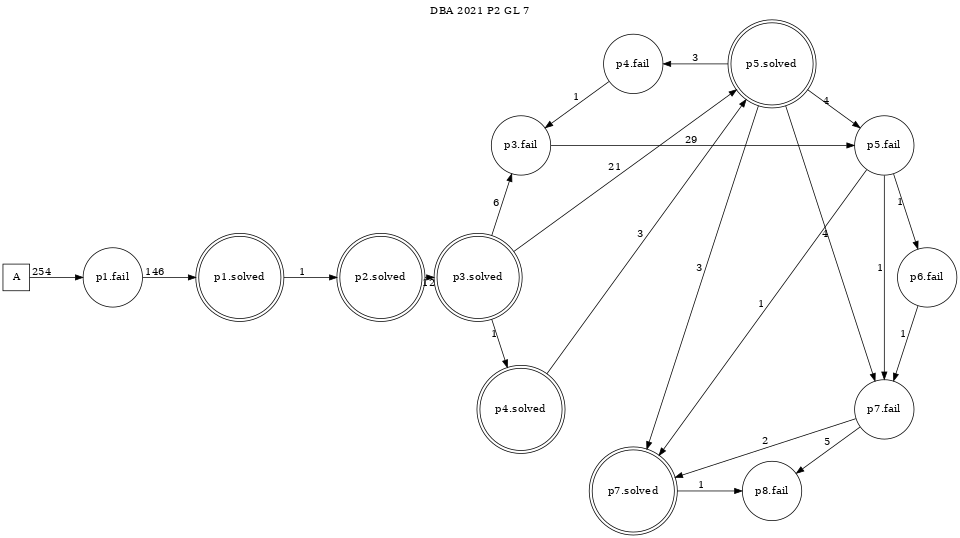 DBA 2021 P2 GL 7
p4.fail
3
p5.solved
1
4
p3.fail
29
p5.fail
21
6
1
3
4
A
254
p1.fail
146
p1.solved
1
p2.solved
12
p3.solved
3
1
p6.fail
1
1
1
p4.solved
p7.fail
2
5
p7.solved
1
p8.fail